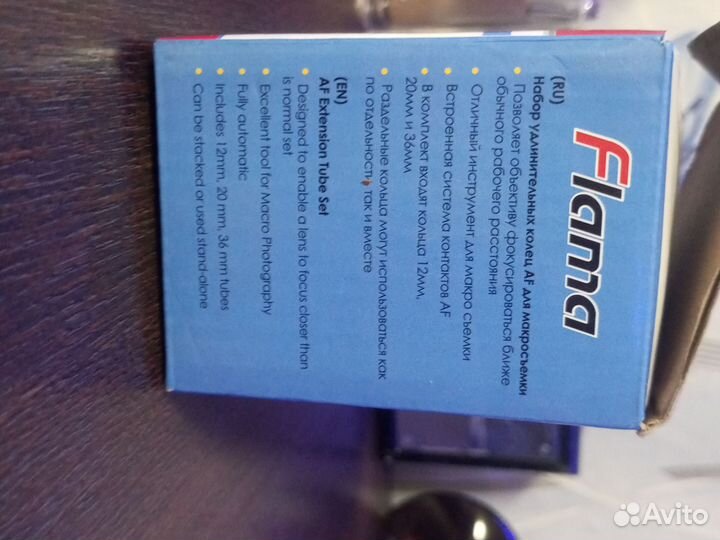 Flama
(RU)
Набор удлинительных колец AF для макросъемки
• Позволяет объективу фокусироваться ближе
обычного рабочего расстояния
• Отличный инструмент для макро съемки
• Встроенная система контактов AF
• В комплект входят кольца 12мм,
20мм и 36мм
• Раздельные кольца могут использоваться как
по отдельности, так и вместе
(EN)
AF Extension Tube Set
• Designed to enable a lens to focus closer than
is normal set
• Excellent tool for Macro Photography
• Fully automatic
• Includes 12mm, 20 mm, 36 mm tubes
• Can be stacked or used stand-alone
Avito